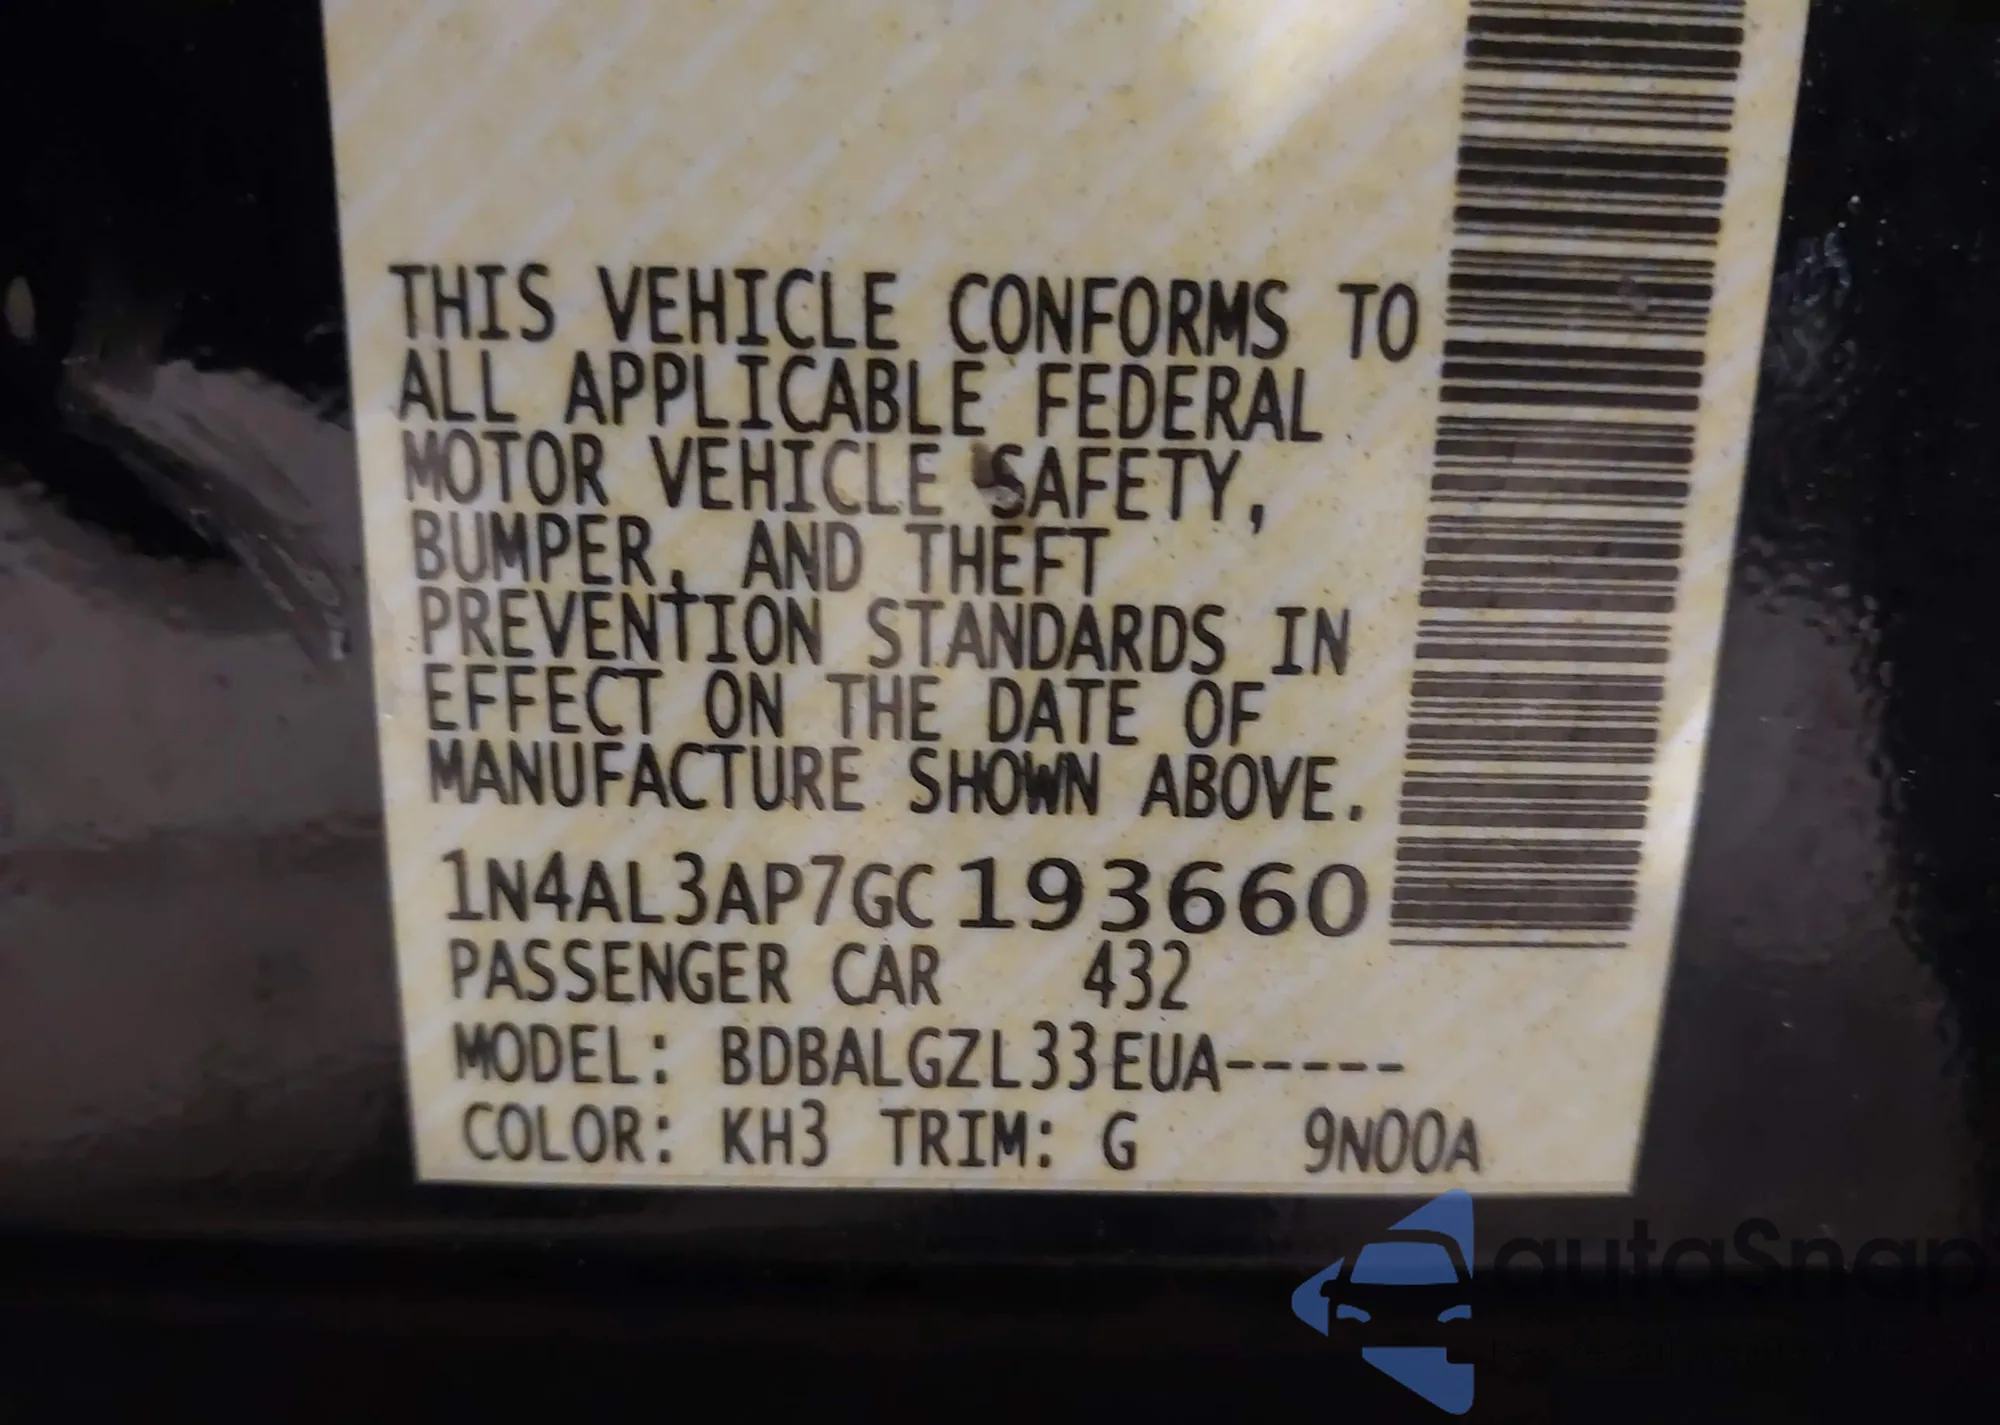 THIS VEHICLE CONFORMS TO
ALL APPLICABLE FEDERAL
MOTOR VEHICLE SAFETY,
BUMPER, AND THEFT
PREVENTION STANDARDS IN
EFFECT ON THE DATE OF
MANUFACTURE SHOWN ABOVE.
1N4AL3AP7GC193660
PASSENGER CAR 432
MODEL: BDBALGZL33EUA-----
COLOR: KH3 TRIM: G 9N00A
autaSnap